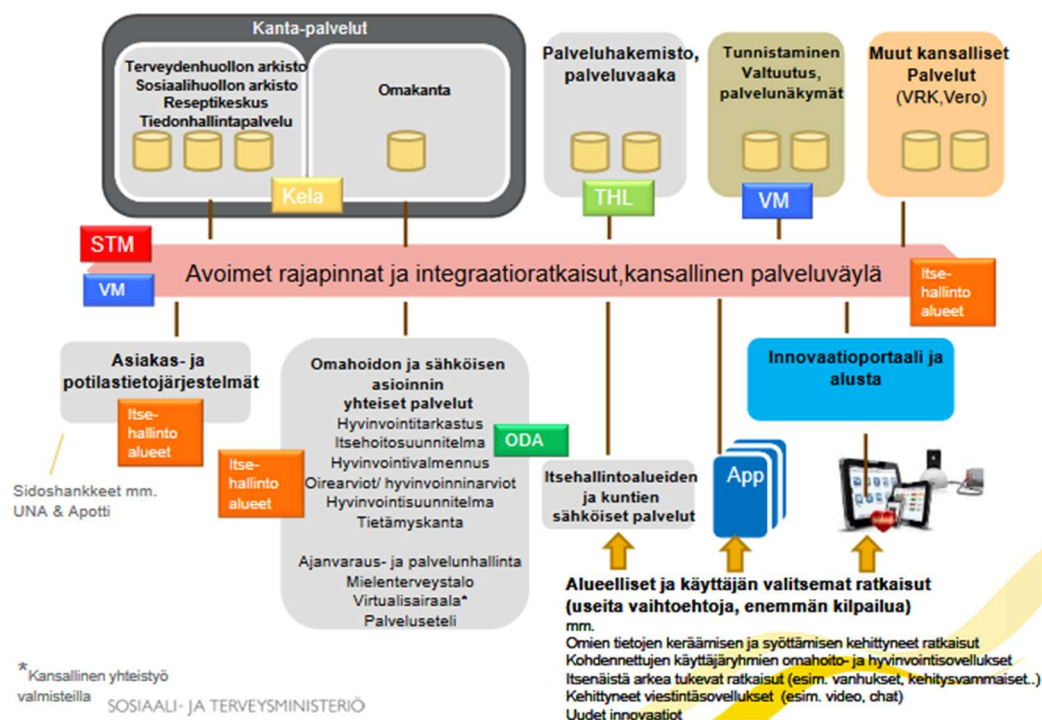 Kanta-palvelut
Terveydenhuollon arkisto
Sosiaalihuollon arkisto
Reseptikeskus
Tiedonhallintapalvelu
Omakanta
Kela
Palveluhakemisto,
palveluvaaka
THL
Tunnistaminen
Valtuutus,
palvelunäkymät
VM
Muut kansalliset
Palvelut
(VRK,Vero)
STM
VM
Avoimet rajapinnat ja integraatioratkaisut,kansallinen palveluväylä
Itse-
hallinto
alueet
Asiakas- ja
potilastietojärjestelmät
Itse-
hallinto
alueet
Sidoshankkeet mm.
UNA & Apotti
Itse-
hallinto
alueet
Omahoidon ja sähköisen
asioinnin
yhteiset palvelut
Hyvinvointitarkastus
Itsehoitosuunnitelma
Hyvinvointivalmennus
Oirearviot/ hyvinvoinninarviot
Hyvinvointisuunnitelma
Tietämyskanta
Ajanvaraus- ja palvelunhallinta
Mielenterveystalo
Virtualisairaala*
Palveluseteli
ODA
Itsehallintoalueiden
ja kuntien
sähköiset palvelut
App
Innovaatioportaali ja
alusta
Alueelliset ja käyttäjän valitsemat ratkaisut
(useita vaihtoehtoja, enemmän kilpailua)
mm.
Omien tietojen keräämisen ja syöttämisen kehittyneet ratkaisut
Kohdennettujen käyttäjäryhmien omahoito- ja hyvinvointisovellukset
Itsenäistä arkea tukevat ratkaisut (esim. vanhukset, kehitysvammaiset..)
Kehittyneet viestintäsovellukset (esim. video, chat)
Uudet innovaatiot
*Kansallinen yhteistyö
valmisteilla
SOSIAALI- JA TERVEYSMINISTERIÖ